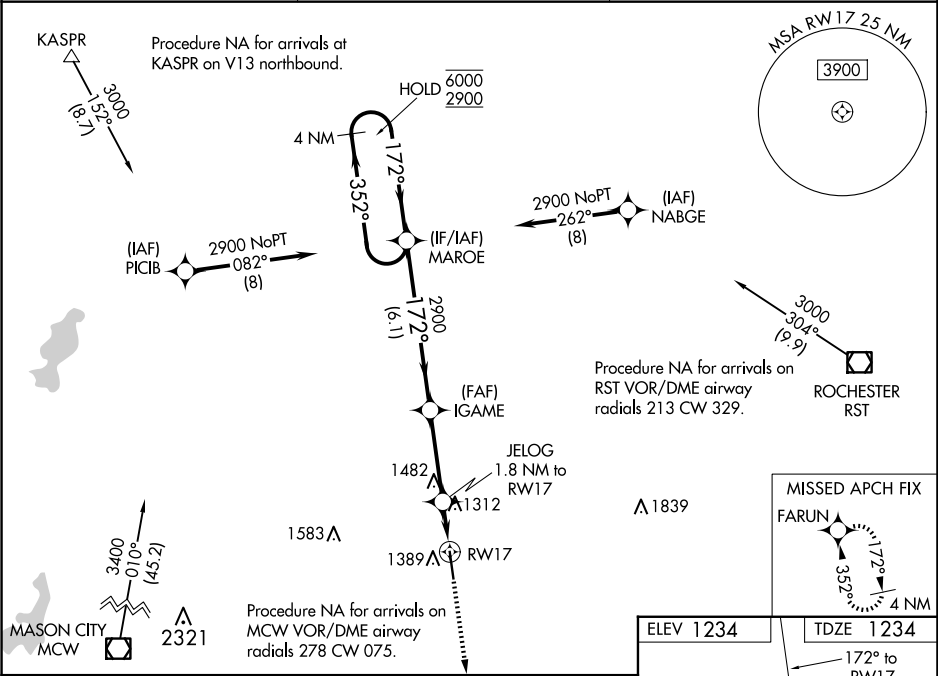 KASPR
3000
152°
(8.7)
Procedure NA for arrivals at
KASPR on V13 northbound.
HOLD 6000
2900
4 NM
172°
352°
MSA RW17 25 NM
3900
(IAF)
PICIB
2900 NoPT
082°
(8)
(IF/IAF)
MAROE
2900 NoPT
262°
(8)
(IAF)
NABGE
2900
172°
(6.1)
3000
304°
(9.9)
ROCHESTER
RST
Procedure NA for arrivals on
RST VOR/DME airway
radials 213 CW 329.
(FAF)
IGAME
JELOG
1.8 NM to
RW17
1482
1312
1839
1583
1389
RW17
MISSED APCH FIX
FARUN
172°
352°
4 NM
3400
010°
(45.2)
MASON CITY
MCW
2321
Procedure NA for arrivals on
MCW VOR/DME airway
radials 278 CW 075.
ELEV 1234
TDZE 1234
172° to
RW17